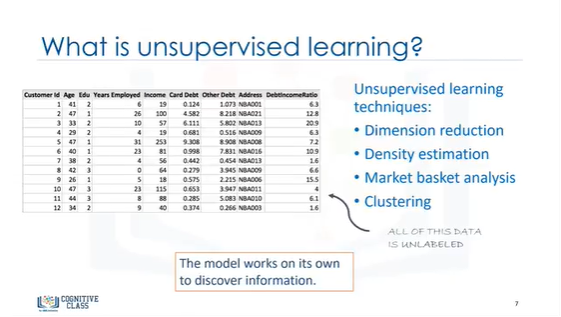 What is unsupervised learning?
Customer Id Age Edu Years Employed Income Card Debt Other Debt Address DebtIncomeRatio
1 41 2 6 19 0.124 1.073 NBA001 6.3
2 47 1 26 100 4.582 8.218 NBA021 12.8
3 33 2 10 57 6.111 5.802 NBA013 20.9
4 29 2 4 19 0.681 0.516 NBA009 6.3
5 47 1 31 253 9.308 8.908 NBA008 7.2
6 40 1 23 81 0.998 7.831 NBA016 10.9
7 38 2 4 56 0.442 0.454 NBA013 1.6
8 42 3 0 64 0.279 3.945 NBA009 6.6
9 26 1 5 18 0.575 2.215 NBA006 15.5
10 47 3 23 115 0.653 3.947 NBA011 4
11 44 3 8 88 0.285 5.083 NBA010 6.1
12 34 2 9 40 0.374 0.266 NBA003 1.6
Unsupervised learning
techniques:
• Dimension reduction
• Density estimation
• Market basket analysis
• Clustering
ALL OF THIS DATA
IS UNLABELED
The model works on its own
to discover information.
COGNITIVE
CLASS
7